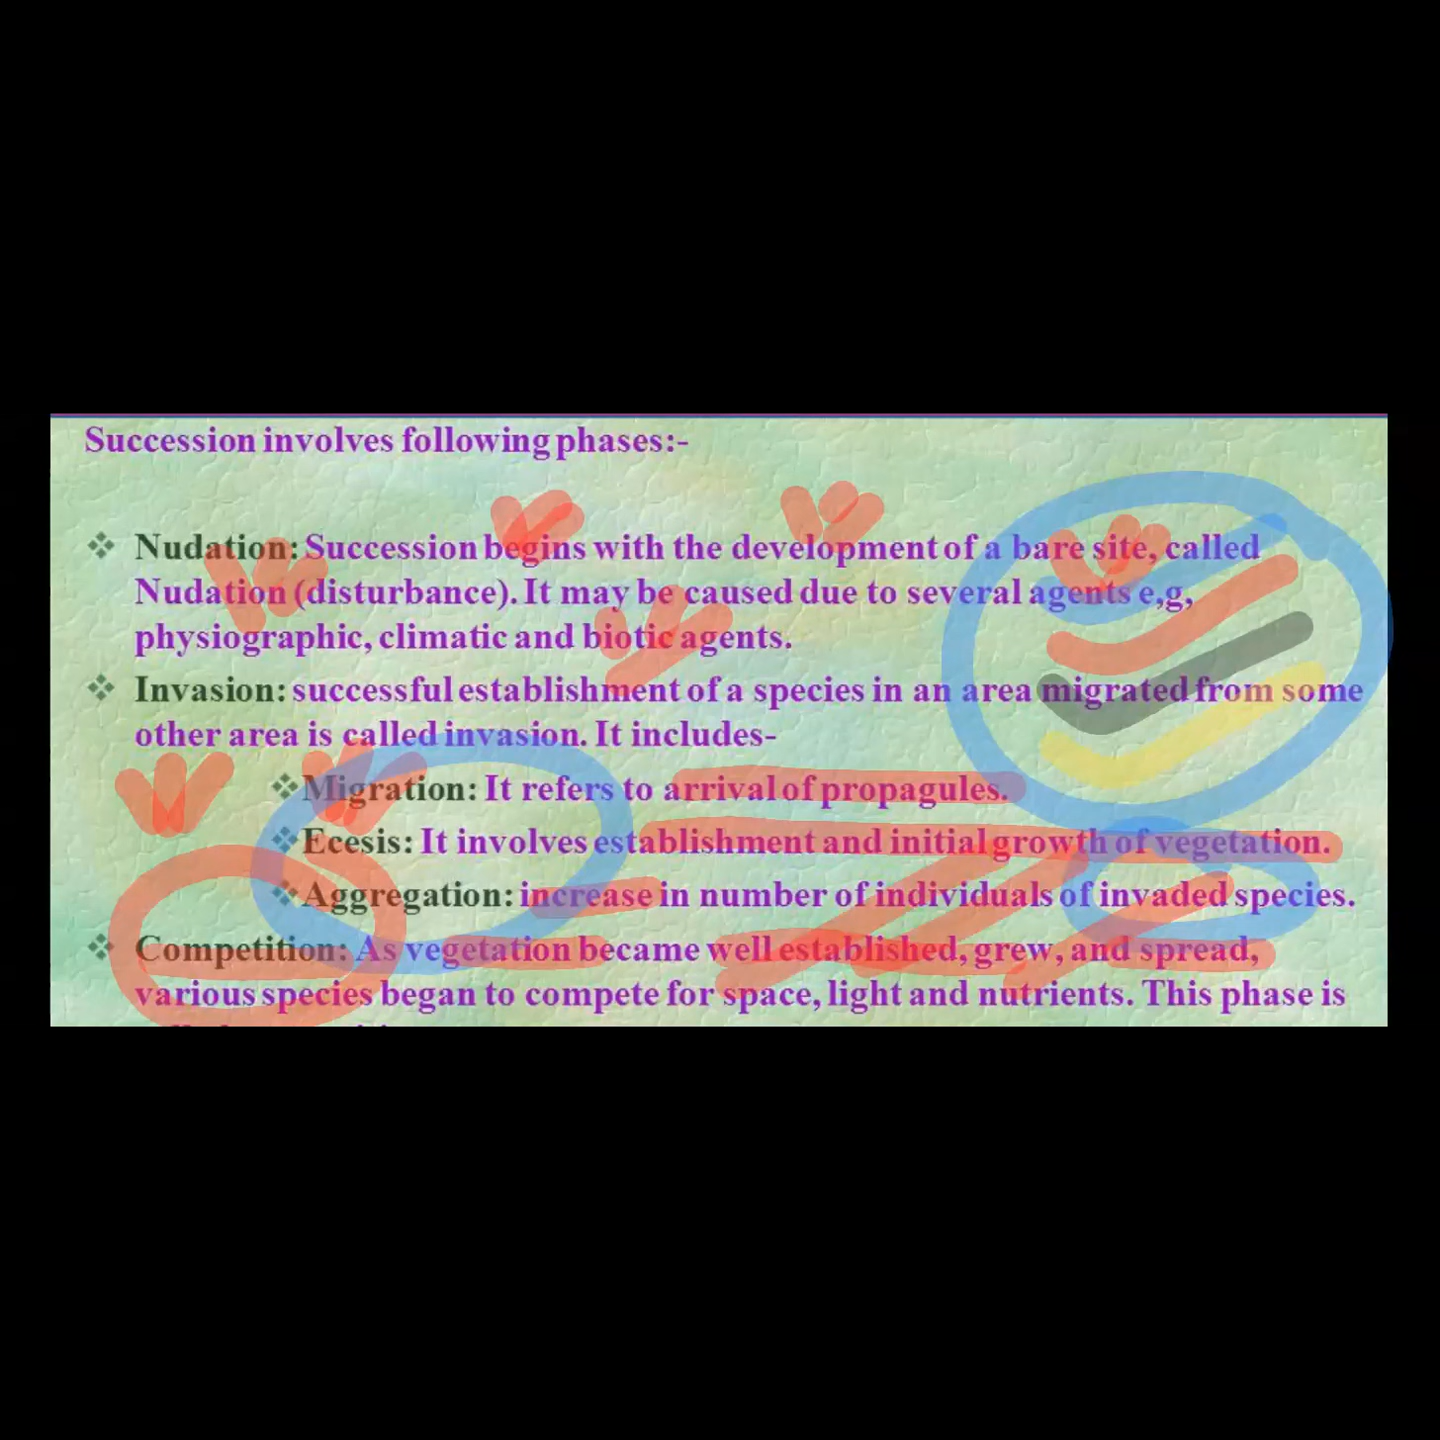 Succession involves following phases:-
❖ Nudation: Succession begins with the development of a bare site, called
Nudation (disturbance). It may be caused due to several agents e,g,
physiographic, climatic and biotic agents.
❖ Invasion: successful establishment of a species in an area migrated from some
other area is called invasion. It includes-
❖Migration: It refers to arrival of propagules.
❖Ecesis: It involves establishment and initial growth of vegetation.
❖Aggregation: increase in number of individuals of invaded species.
❖ Competition: As vegetation became well established, grew, and spread,
various species began to compete for space, light and nutrients. This phase is